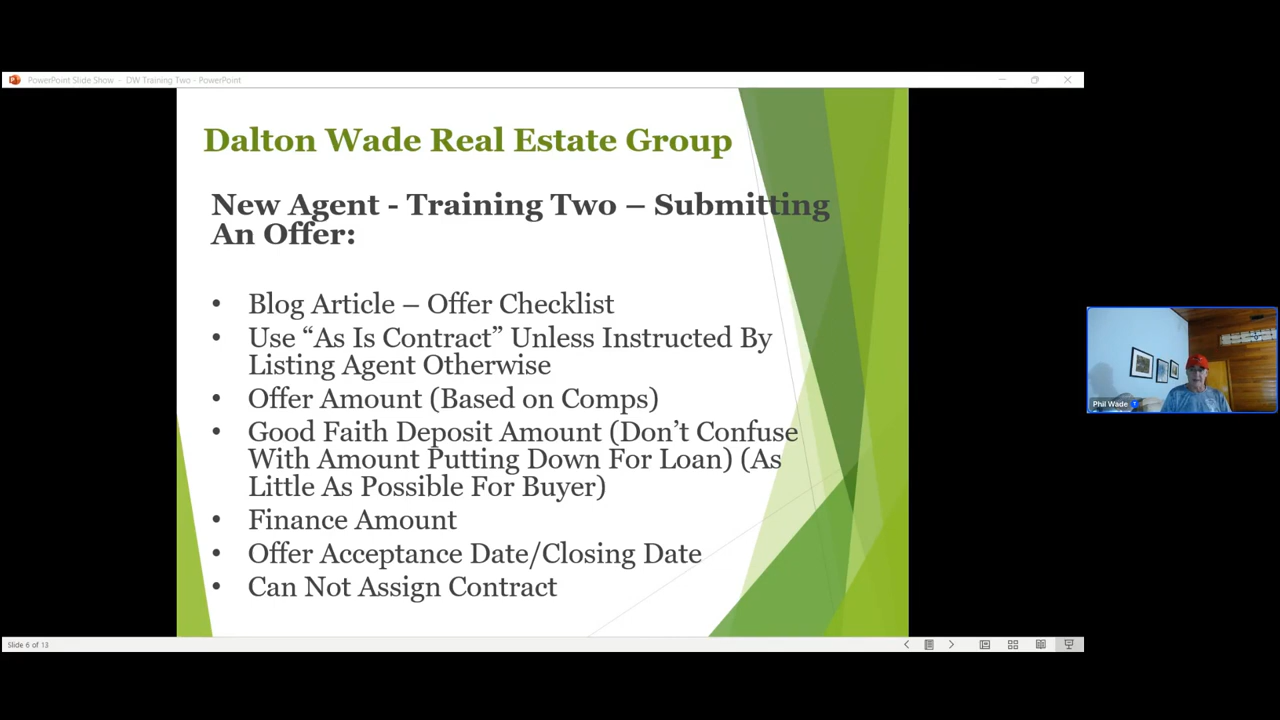 PowerPoint Slide Show - DW Training Two - PowerPoint
Dalton Wade Real Estate Group
New Agent - Training Two – Submitting
An Offer:
• Blog Article – Offer Checklist
• Use “As Is Contract” Unless Instructed By
Listing Agent Otherwise
• Offer Amount (Based on Comps)
• Good Faith Deposit Amount (Don’t Confuse
With Amount Putting Down For Loan) (As
Little As Possible For Buyer)
• Finance Amount
• Offer Acceptance Date/Closing Date
• Can Not Assign Contract
Phil Wade
Slide 6 of 13